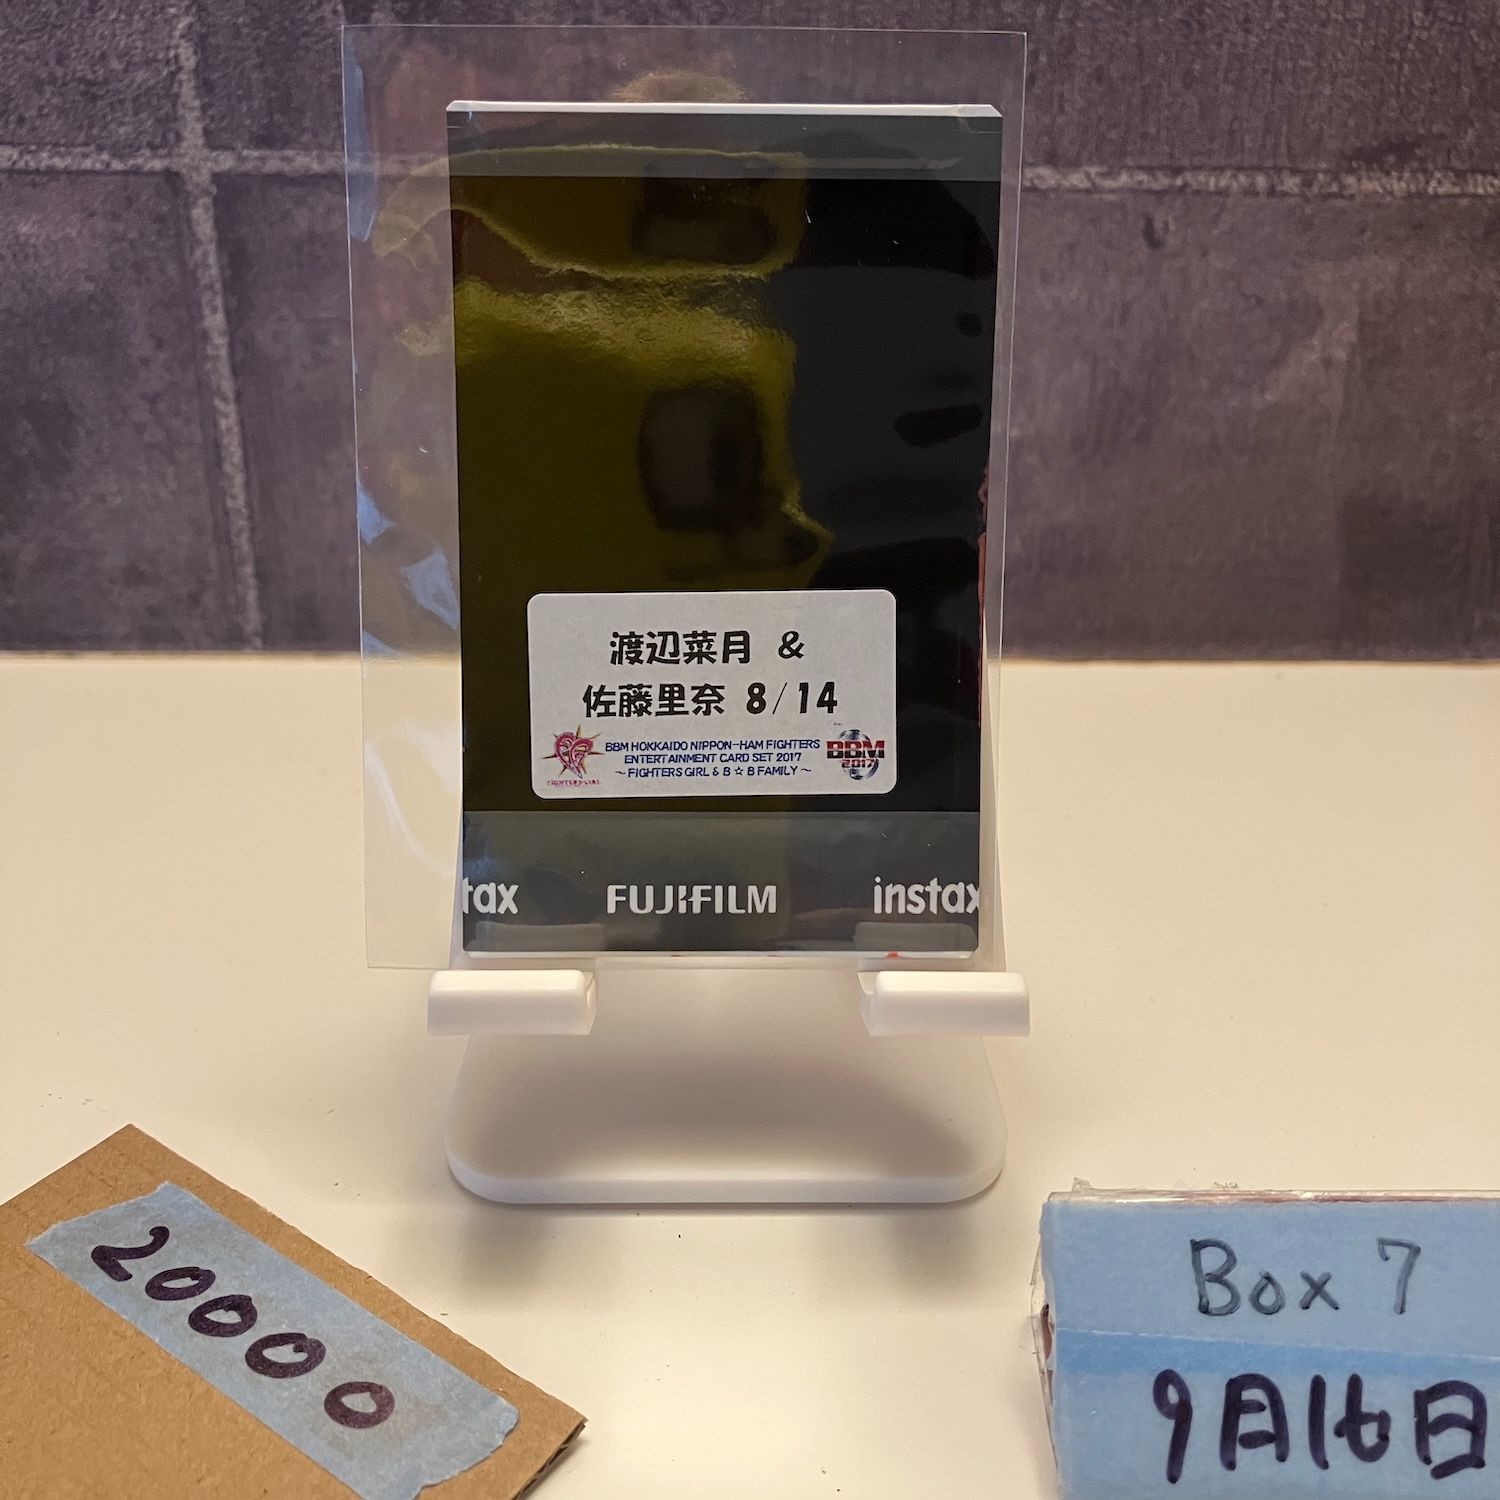 渡辺菜月 &
佐藤里奈 8/14
BBM HOKKAIDO NIPPON-HAM FIGHTERS
ENTERTAINMENT CARD SET 2017
~FIGHTERS GIRL & B☆B FAMILY~
BBM
2017
tax FUJIFILM instax
20000
Box 7
9月16日